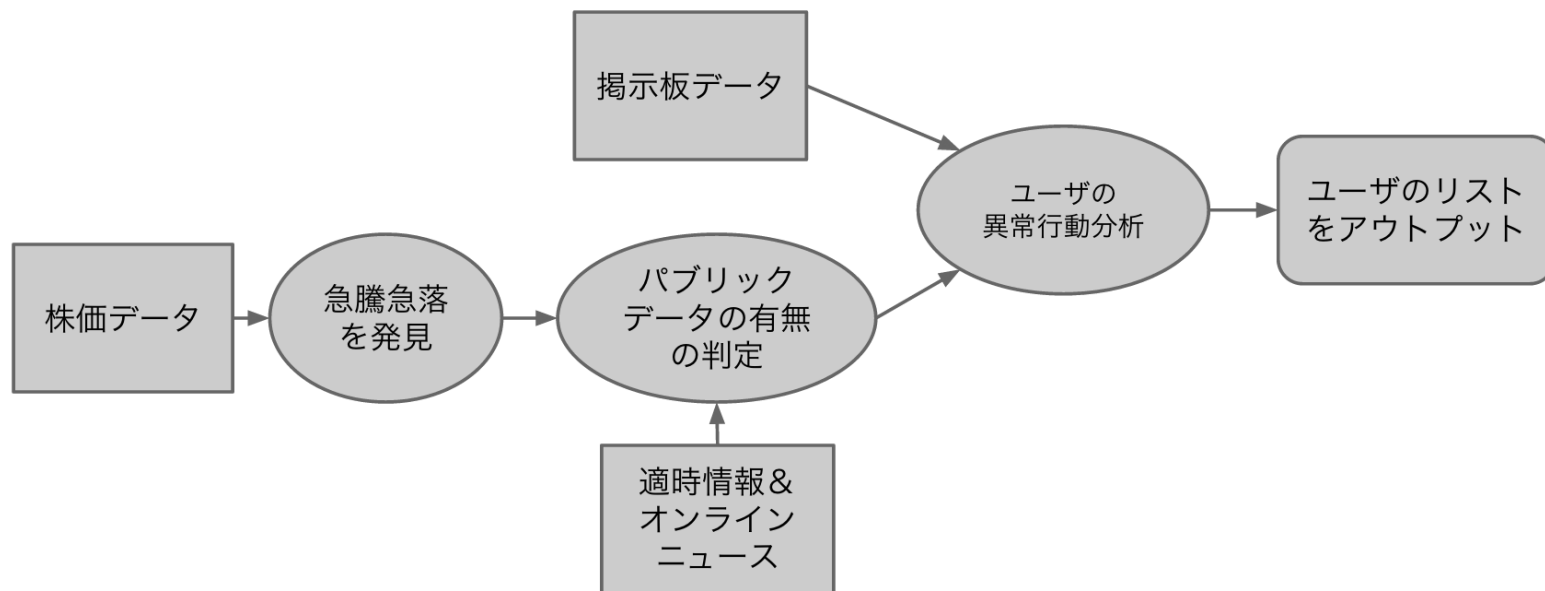 掲示板データ
ユーザの
異常行動分析
ユーザのリスト
をアウトプット
株価データ
急騰急落
を発見
パブリック
データの有無
の判定
適時情報＆
オンライン
ニュース